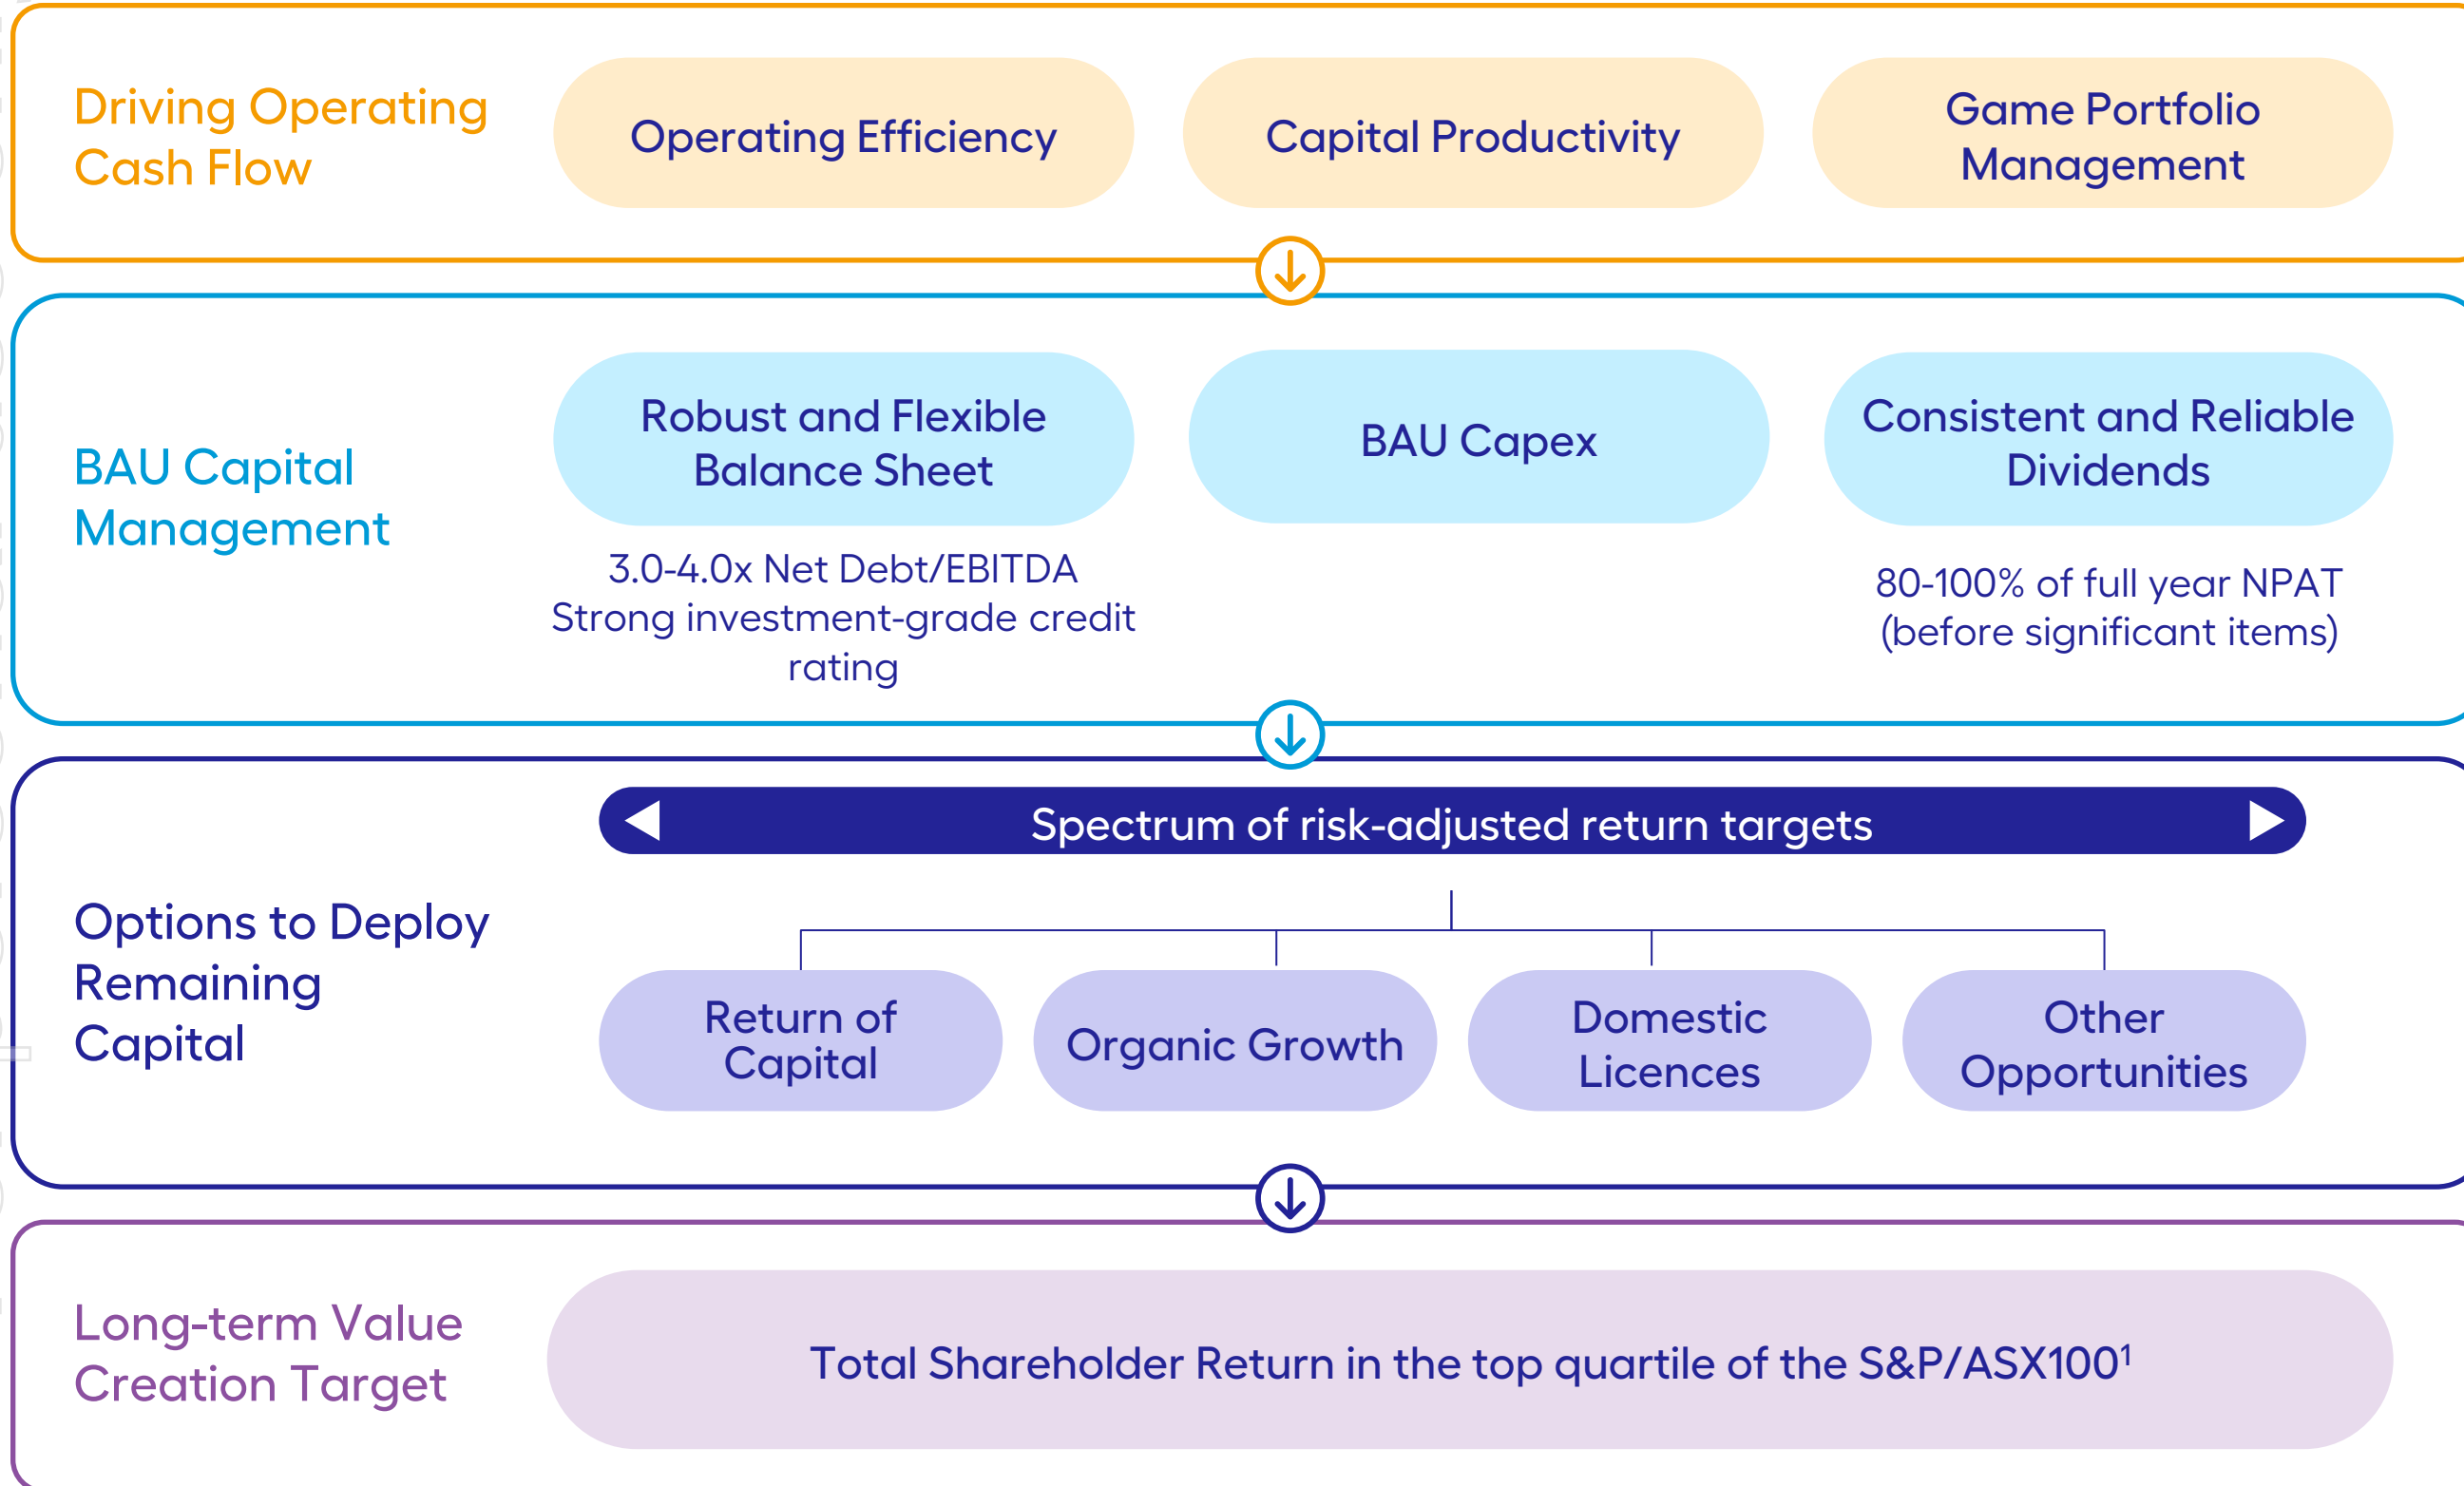 Driving Operating
Cash Flow
Operating Efficiency
Capital Productivity
Game Portfolio
Management
BAU Capital
Management
Robust and Flexible
Balance Sheet
3.0-4.0x Net Debt/EBITDA
Strong investment-grade credit
rating
BAU Capex
Consistent and Reliable
Dividends
80-100% of full year NPAT
(before significant items)
Options to Deploy
Remaining
Capital
Spectrum of risk-adjusted return targets
Return of
Capital
Organic Growth
Domestic
Licences
Other
Opportunities
Long-term Value
Creation Target
Total Shareholder Return in the top quartile of the S&P/ASX100¹